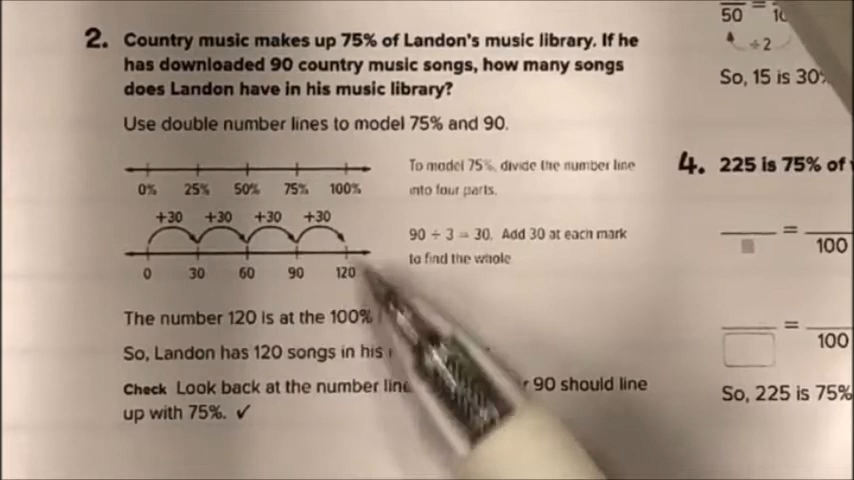 2. Country music makes up 75% of Landon's music library. If he
has downloaded 90 country music songs, how many songs
does Landon have in his music library?
Use double number lines to model 75% and 90.
0% 25% 50% 75% 100%
To model 75%, divide the number line
into four parts.
+30 +30 +30 +30
0 30 60 90 120
90 ÷ 3 = 30. Add 30 at each mark
to find the whole
The number 120 is at the 100%
So, Landon has 120 songs in his
Check Look back at the number line 90 should line
up with 75%. ✓
50 =
÷2
So, 15 is 30%
4. 225 is 75% of
= 100
= 100
So, 225 is 75%